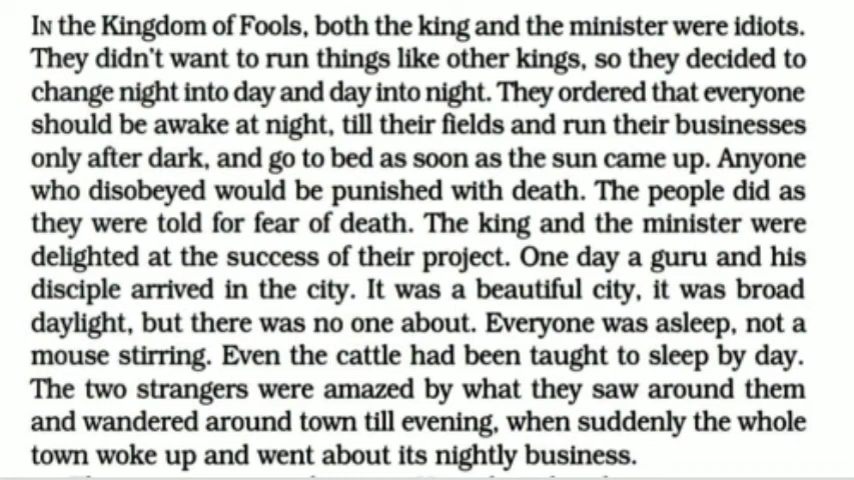 IN the Kingdom of Fools, both the king and the minister were idiots.
They didn't want to run things like other kings, so they decided to
change night into day and day into night. They ordered that everyone
should be awake at night, till their fields and run their businesses
only after dark, and go to bed as soon as the sun came up. Anyone
who disobeyed would be punished with death. The people did as
they were told for fear of death. The king and the minister were
delighted at the success of their project. One day a guru and his
disciple arrived in the city. It was a beautiful city, it was broad
daylight, but there was no one about. Everyone was asleep, not a
mouse stirring. Even the cattle had been taught to sleep by day.
The two strangers were amazed by what they saw around them
and wandered around town till evening, when suddenly the whole
town woke up and went about its nightly business.